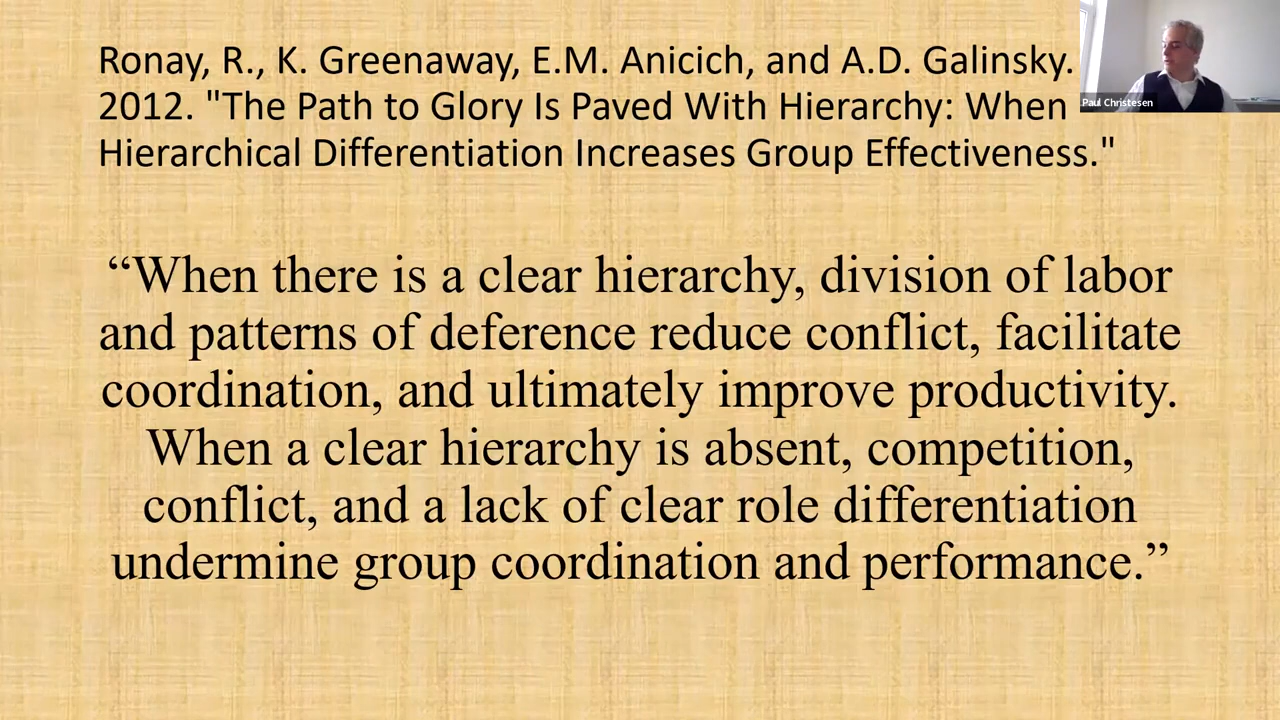 Ronay, R., K. Greenaway, E.M. Anicich, and A.D. Galinsky.
2012. "The Path to Glory Is Paved With Hierarchy: When
Hierarchical Differentiation Increases Group Effectiveness."
Paul Christesen
“When there is a clear hierarchy, division of labor
and patterns of deference reduce conflict, facilitate
coordination, and ultimately improve productivity.
When a clear hierarchy is absent, competition,
conflict, and a lack of clear role differentiation
undermine group coordination and performance.”